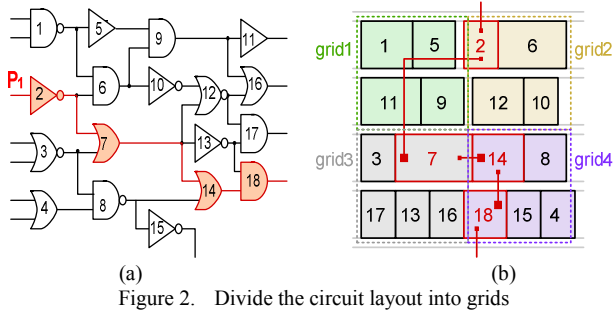 1 5 9 11
P1 2 6 10 12 16
7 13 17
3 14 18
4 8
15
(a)
grid1 1 5 2 6 grid2
11 9 12 10
grid3 3 7 14 8 grid4
17 13 16 18 15 4
(b)
Figure 2. Divide the circuit layout into grids